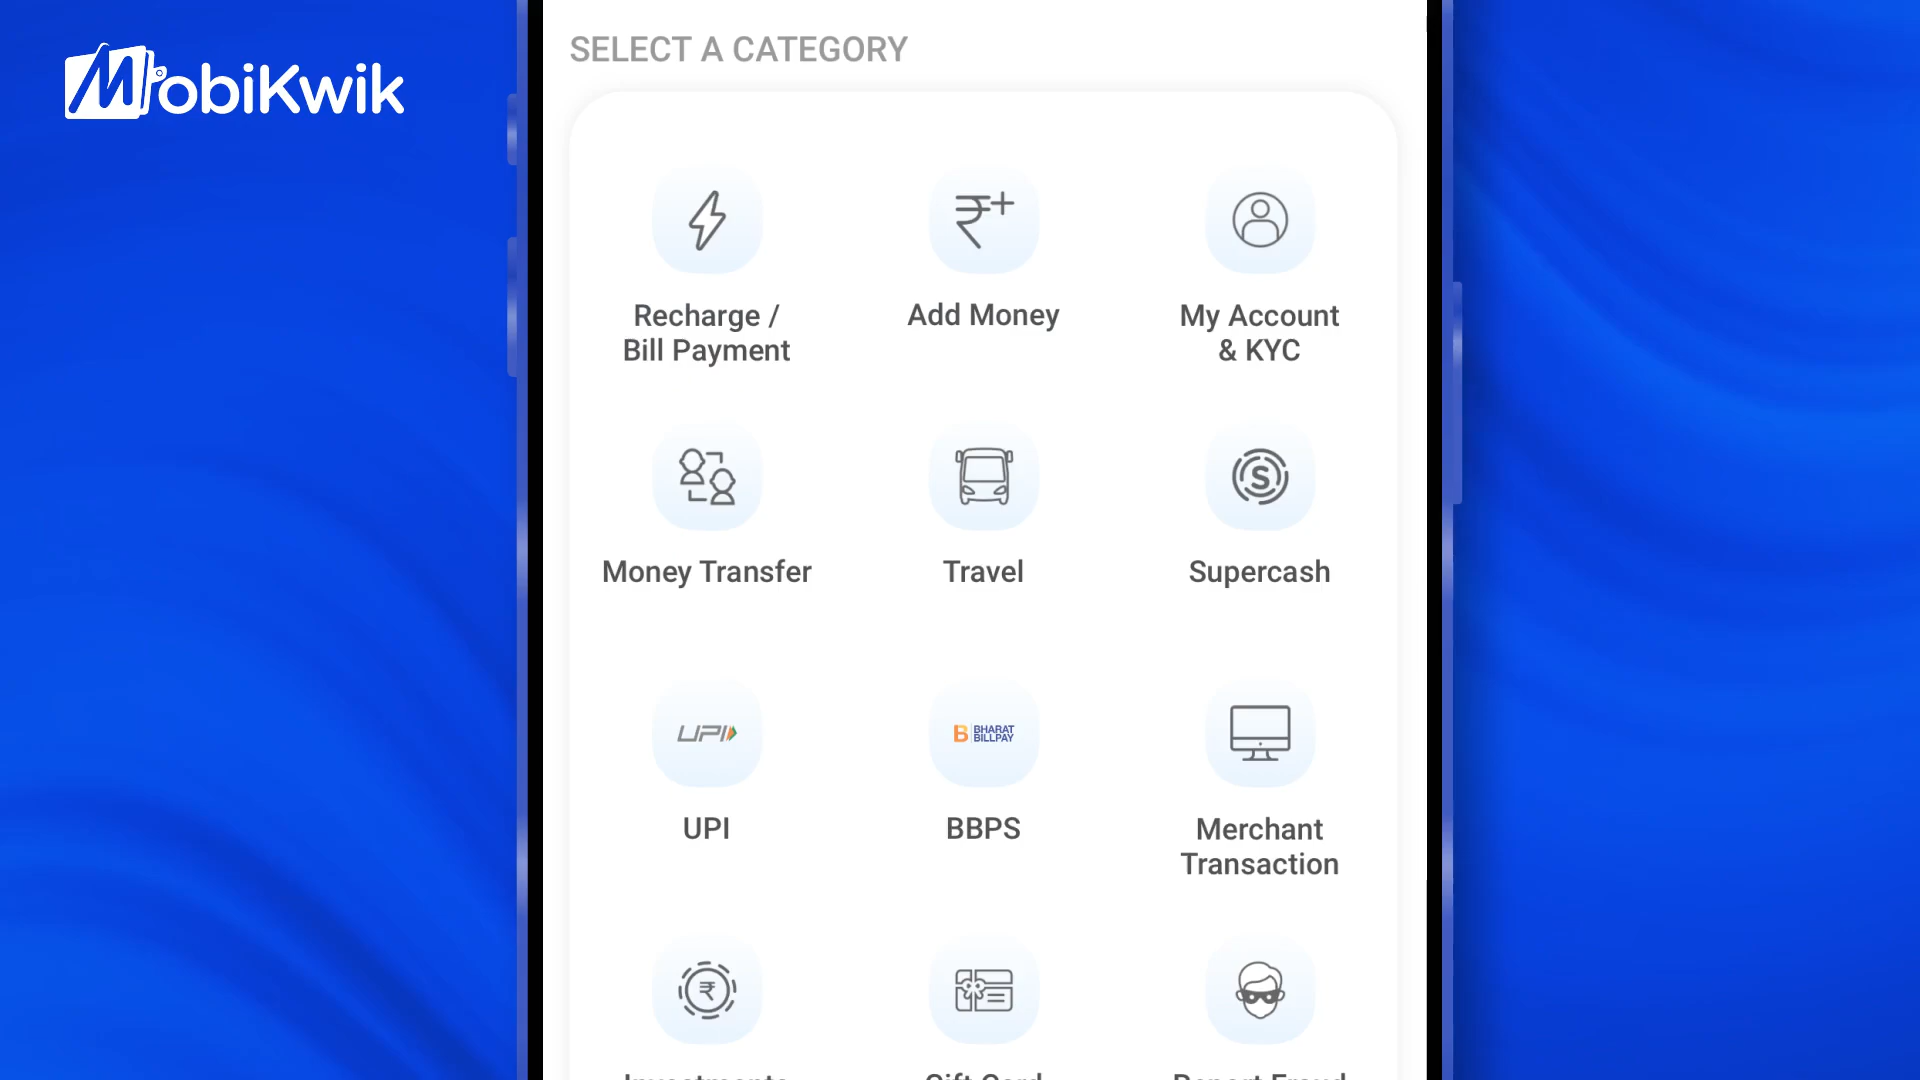 MobiKwik
SELECT A CATEGORY
Recharge /
Bill Payment
Add Money
My Account
& KYC
Money Transfer
Travel
Supercash
UPI
BHARAT
BILLPAY
UPI
BBPS
Merchant
Transaction
Investments
Gift Card
Report Fraud